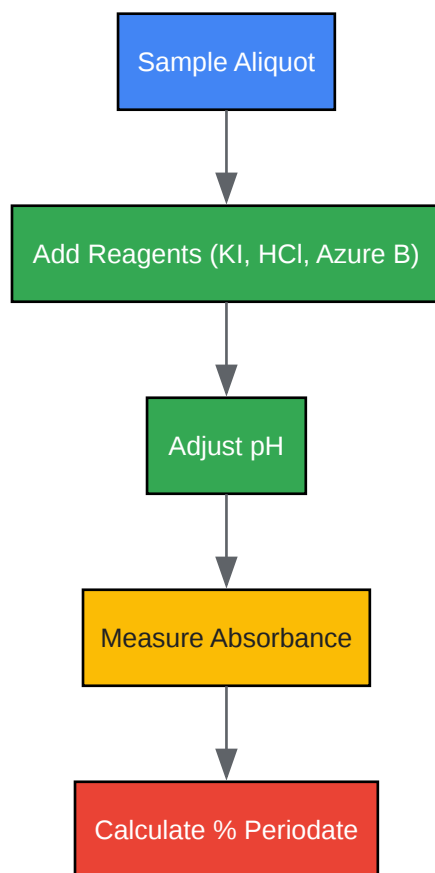 Sample Aliquot
Add Reagents (KI, HCl, Azure B)
Adjust pH
Measure Absorbance
Calculate % Periodate